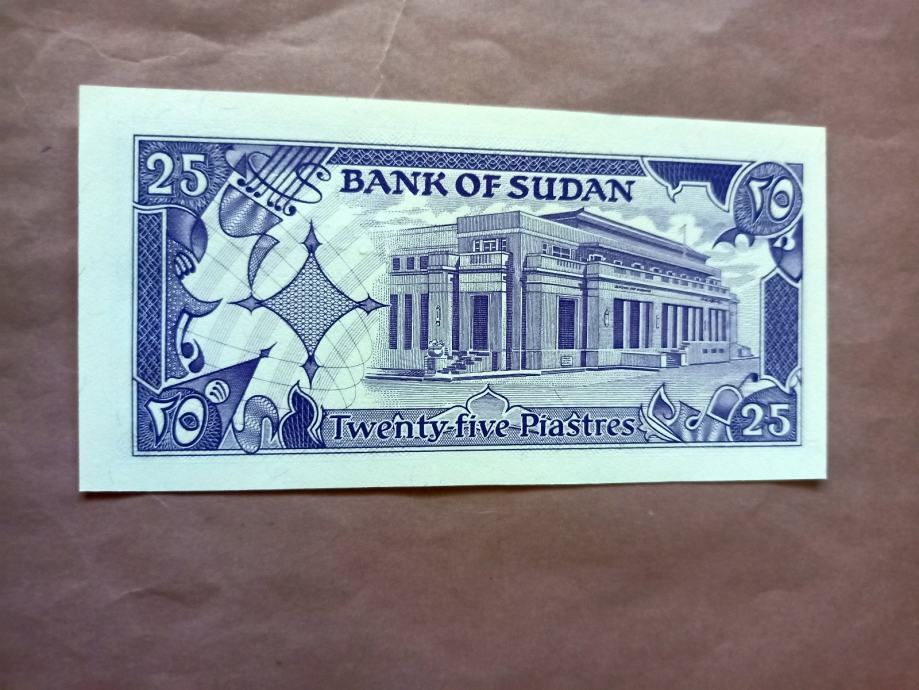 25
BANK OF SUDAN
٢٥
٢٥
Twenty-five Piastres
25